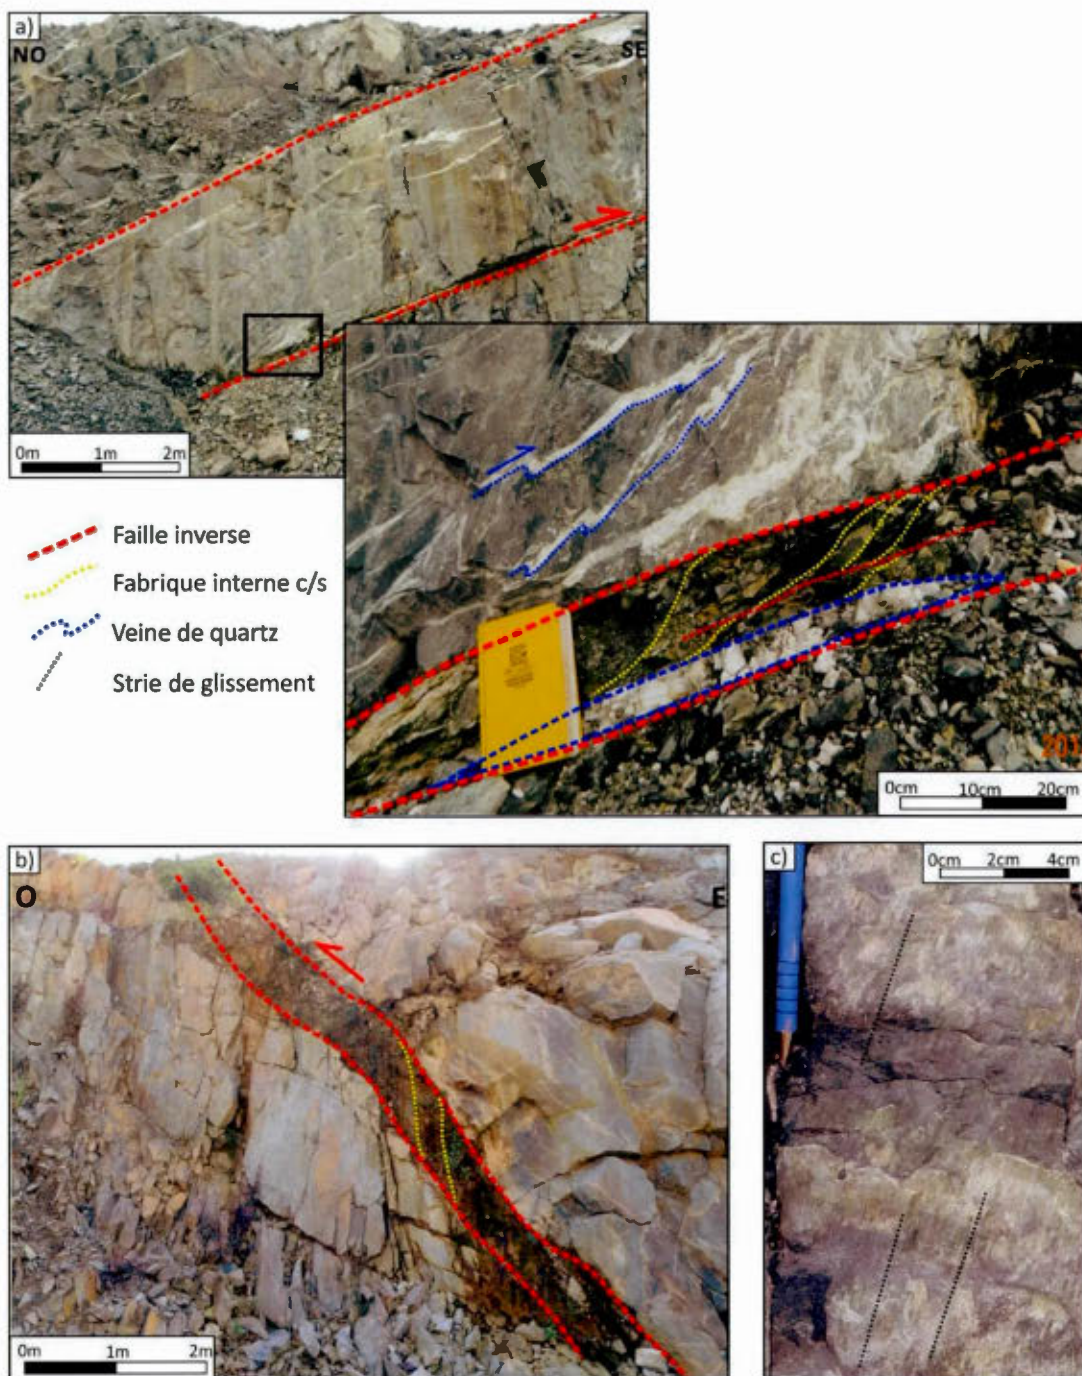 a)
NO
SE
0m 1m 2m
Faille inverse
Fabrique interne c/s
Veine de quartz
Strie de glissement
201
0cm 10cm 20cm
b)
O
E
0m 1m 2m
c)
0cm 2cm 4cm